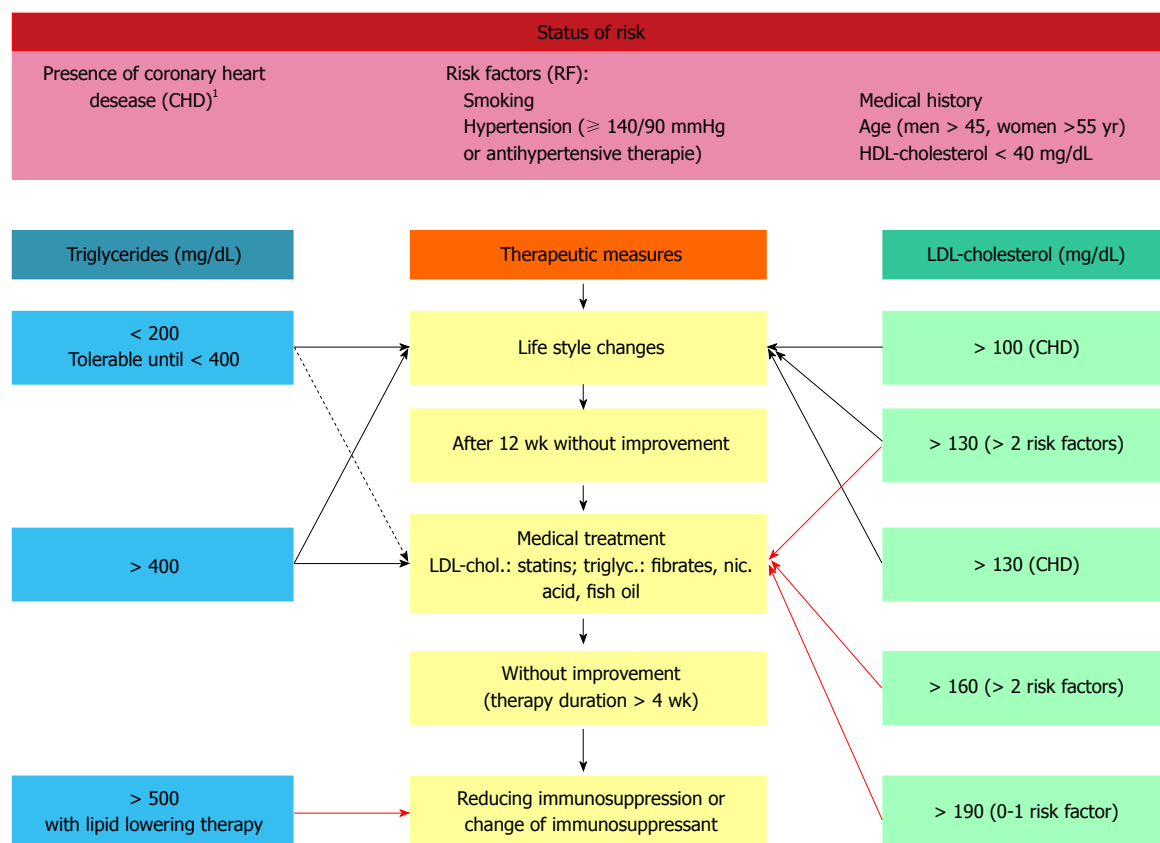 Status of risk
Presence of coronary heart
desease (CHD)1
Risk factors (RF):
Smoking
Hypertension (≥ 140/90 mmHg
or antihypertensive therapie)
Medical history
Age (men > 45, women >55 yr)
HDL-cholesterol < 40 mg/dL
Triglycerides (mg/dL)
Therapeutic measures
LDL-cholesterol (mg/dL)
< 200
Tolerable until < 400
Life style changes
> 100 (CHD)
After 12 wk without improvement
> 130 (> 2 risk factors)
> 400
Medical treatment
LDL-chol.: statins; triglyc.: fibrates, nic.
acid, fish oil
> 130 (CHD)
Without improvement
(therapy duration > 4 wk)
> 160 (> 2 risk factors)
> 500
with lipid lowering therapy
Reducing immunosuppression or
change of immunosuppressant
> 190 (0-1 risk factor)